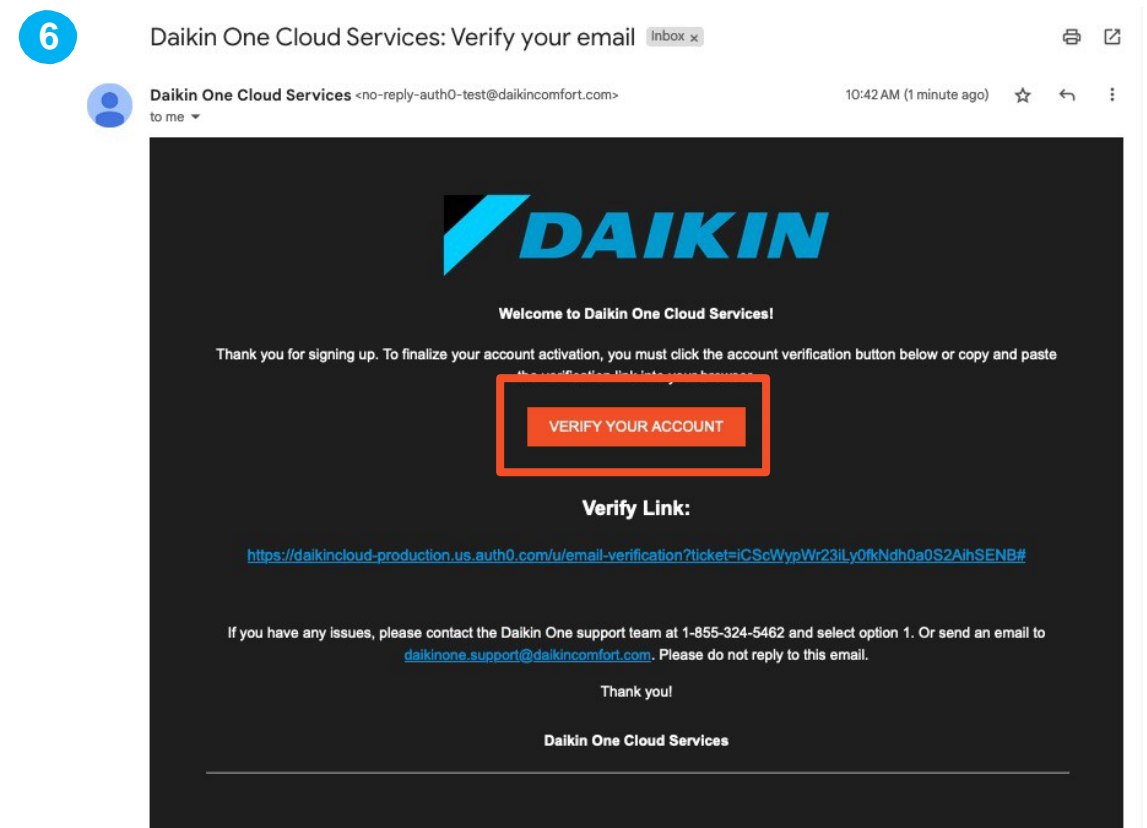 6
Daikin One Cloud Services: Verify your email Inbox x
Daikin One Cloud Services <no-reply-auth0-test@daikincomfort.com> 10:42 AM (1 minute ago)
to me
DAIKIN
Welcome to Daikin One Cloud Services!
Thank you for signing up. To finalize your account activation, you must click the account verification button below or copy and paste
the verification link into your browser
VERIFY YOUR ACCOUNT
Verify Link:
https://daikincloud-production.us.auth0.com/u/email-verification?ticket=iCScWypWr23iLy0fkNdh0a0S2AihSENB#
If you have any issues, please contact the Daikin One support team at 1-855-324-5462 and select option 1. Or send an email to
daikinone.support@daikincomfort.com. Please do not reply to this email.
Thank you!
Daikin One Cloud Services